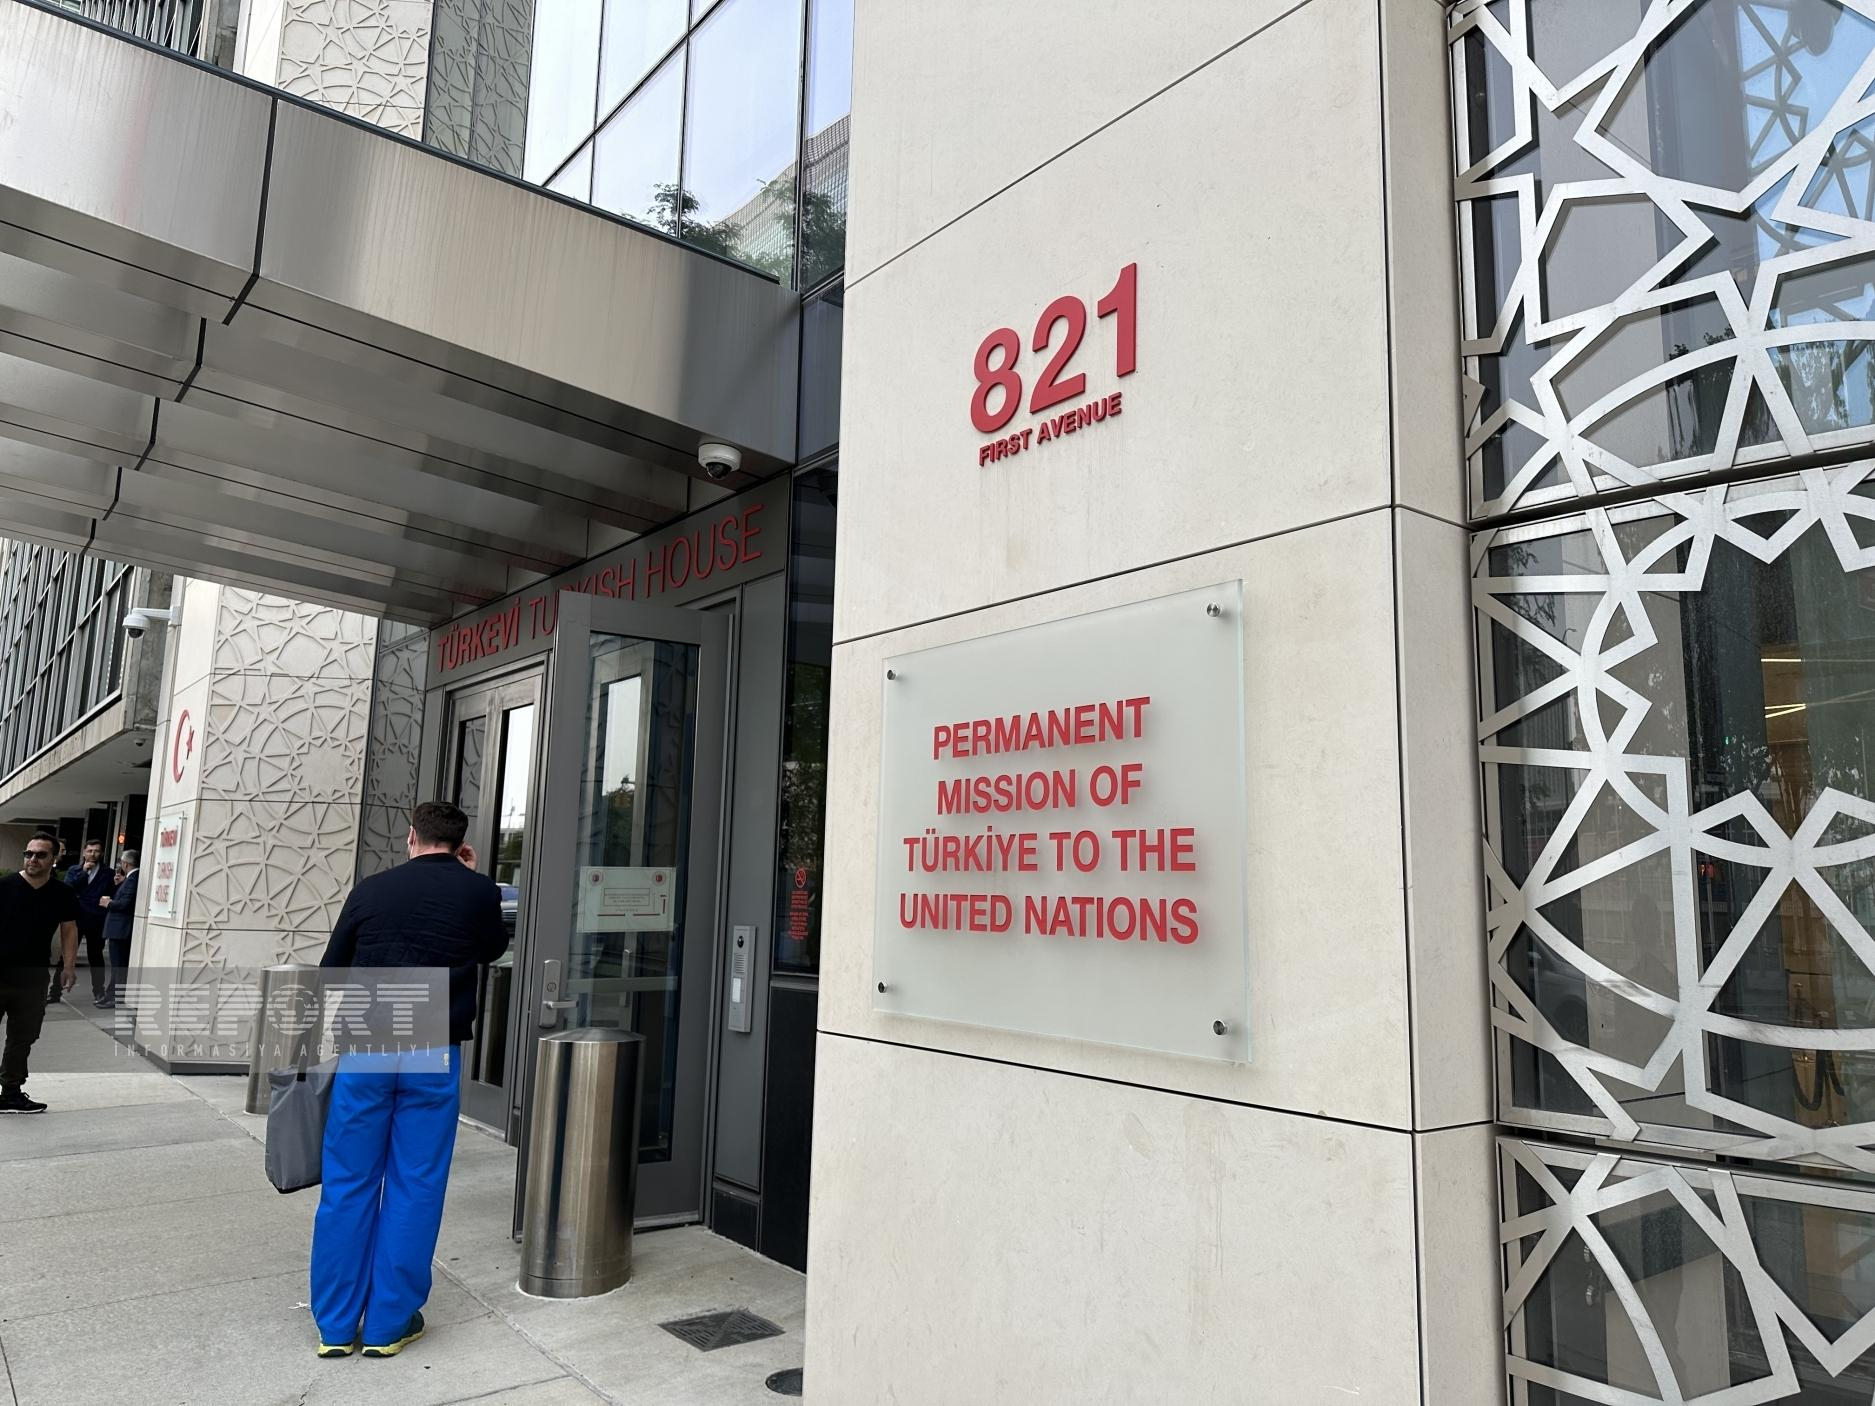 821
FIRST AVENUE
TÜRKEVİ TURKISH HOUSE
PERMANENT
MISSION OF
TÜRKİYE TO THE
UNITED NATIONS
TÜRKEVİ
TURKISH
HOUSE
REPORT
İNFORMASİYA AGENTLİYİ